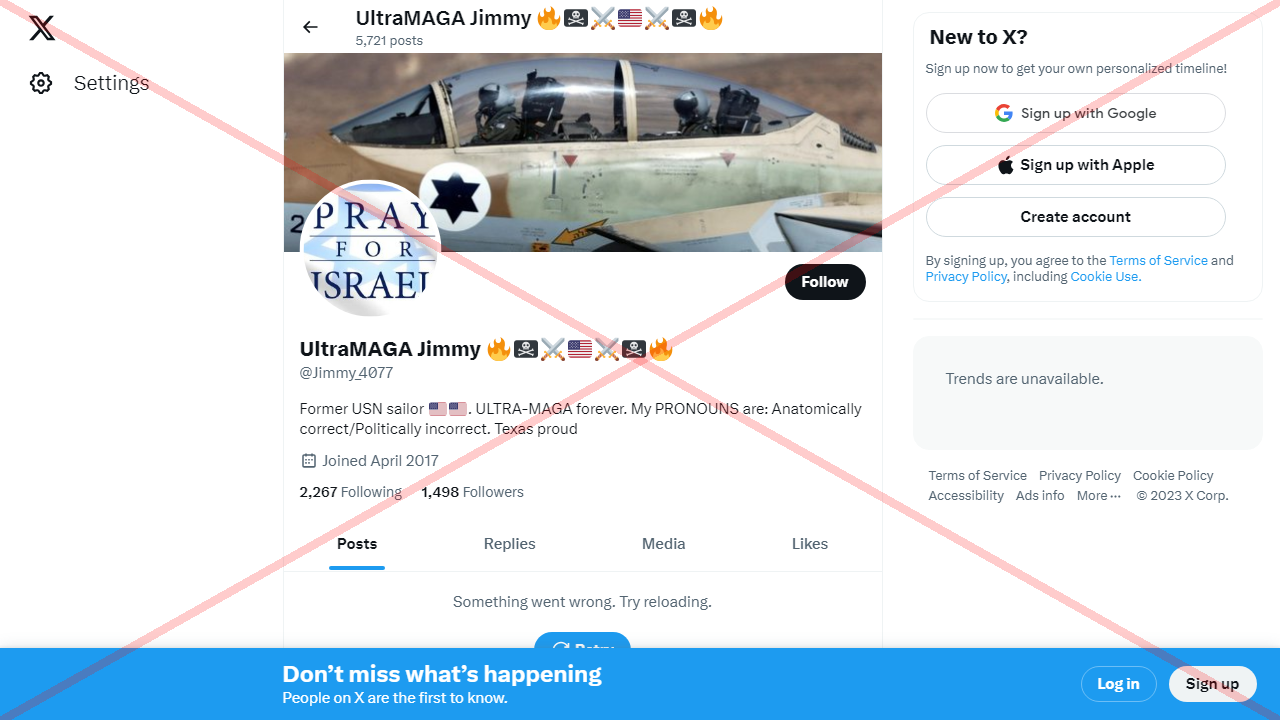 UltraMAGA Jimmy 🔥🏴‍☠️⚔️🇺🇸⚔️🏴‍☠️🔥
5,721 posts
Settings
2
PRAY
FOR
ISRAEL
Follow
UltraMAGA Jimmy 🔥🏴‍☠️⚔️🇺🇸⚔️🏴‍☠️🔥
@Jimmy_4077
Former USN sailor 🇺🇸🇺🇸. ULTRA-MAGA forever. My PRONOUNS are: Anatomically
correct/Politically incorrect. Texas proud
Joined April 2017
2,267 Following 1,498 Followers
Posts Replies Media Likes
Something went wrong. Try reloading.
Retry
New to X?
Sign up now to get your own personalized timeline!
Sign up with Google
Sign up with Apple
Create account
By signing up, you agree to the Terms of Service and
Privacy Policy, including Cookie Use.
Trends are unavailable.
Terms of Service Privacy Policy Cookie Policy
Accessibility Ads info More ··· © 2023 X Corp.
Don’t miss what’s happening
People on X are the first to know.
Log in Sign up